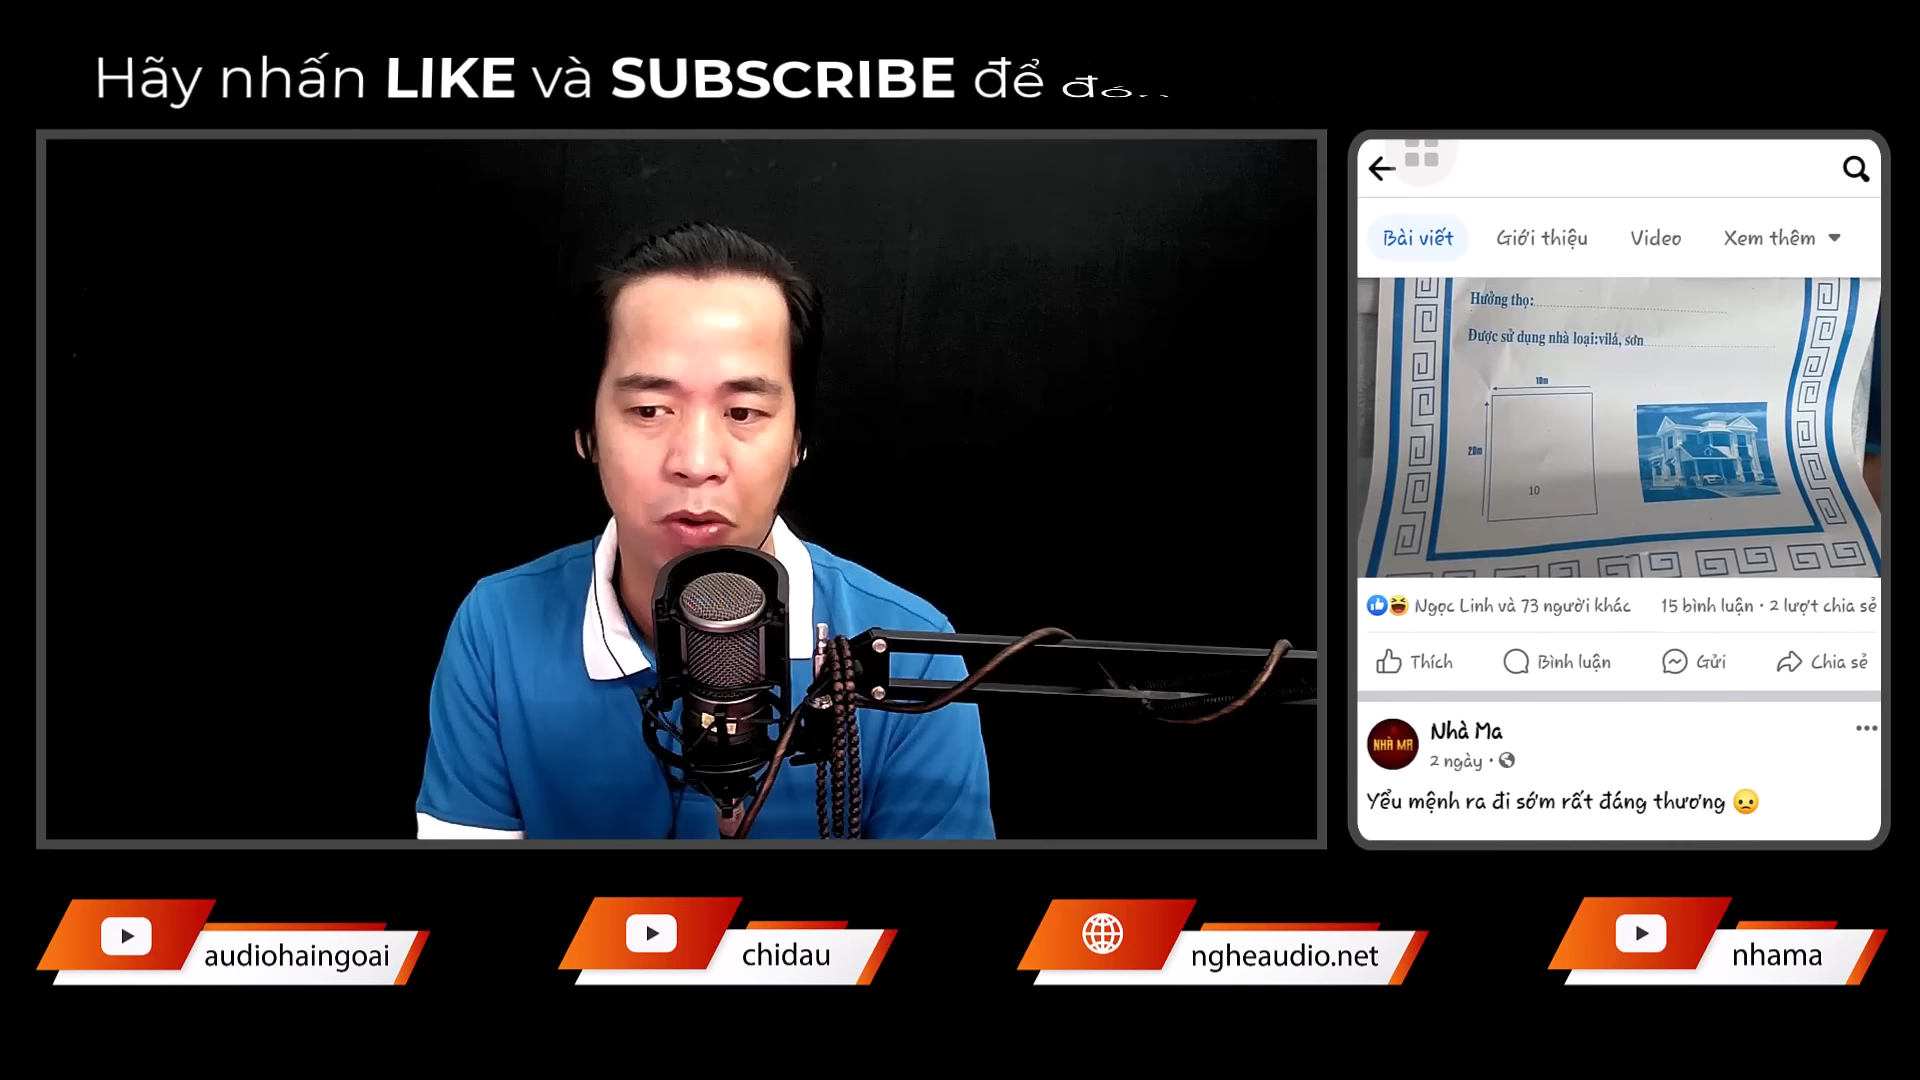 Hãy nhấn LIKE và SUBSCRIBE để
Bài viết
Giới thiệu
Video
Xem thêm
Hưởng thọ:
Được sử dụng nhà loại:vila, sơn
10m
20m
10
Ngọc Linh và 73 người khác
15 bình luận • 2 lượt chia sẻ
Thích
Bình luận
Gửi
Chia sẻ
NHÀ MA
Nhà Ma
2 ngày •
Yểu mệnh ra đi sớm rất đáng thương
audiohaingoai
chidau
ngheaudio.net
nhama